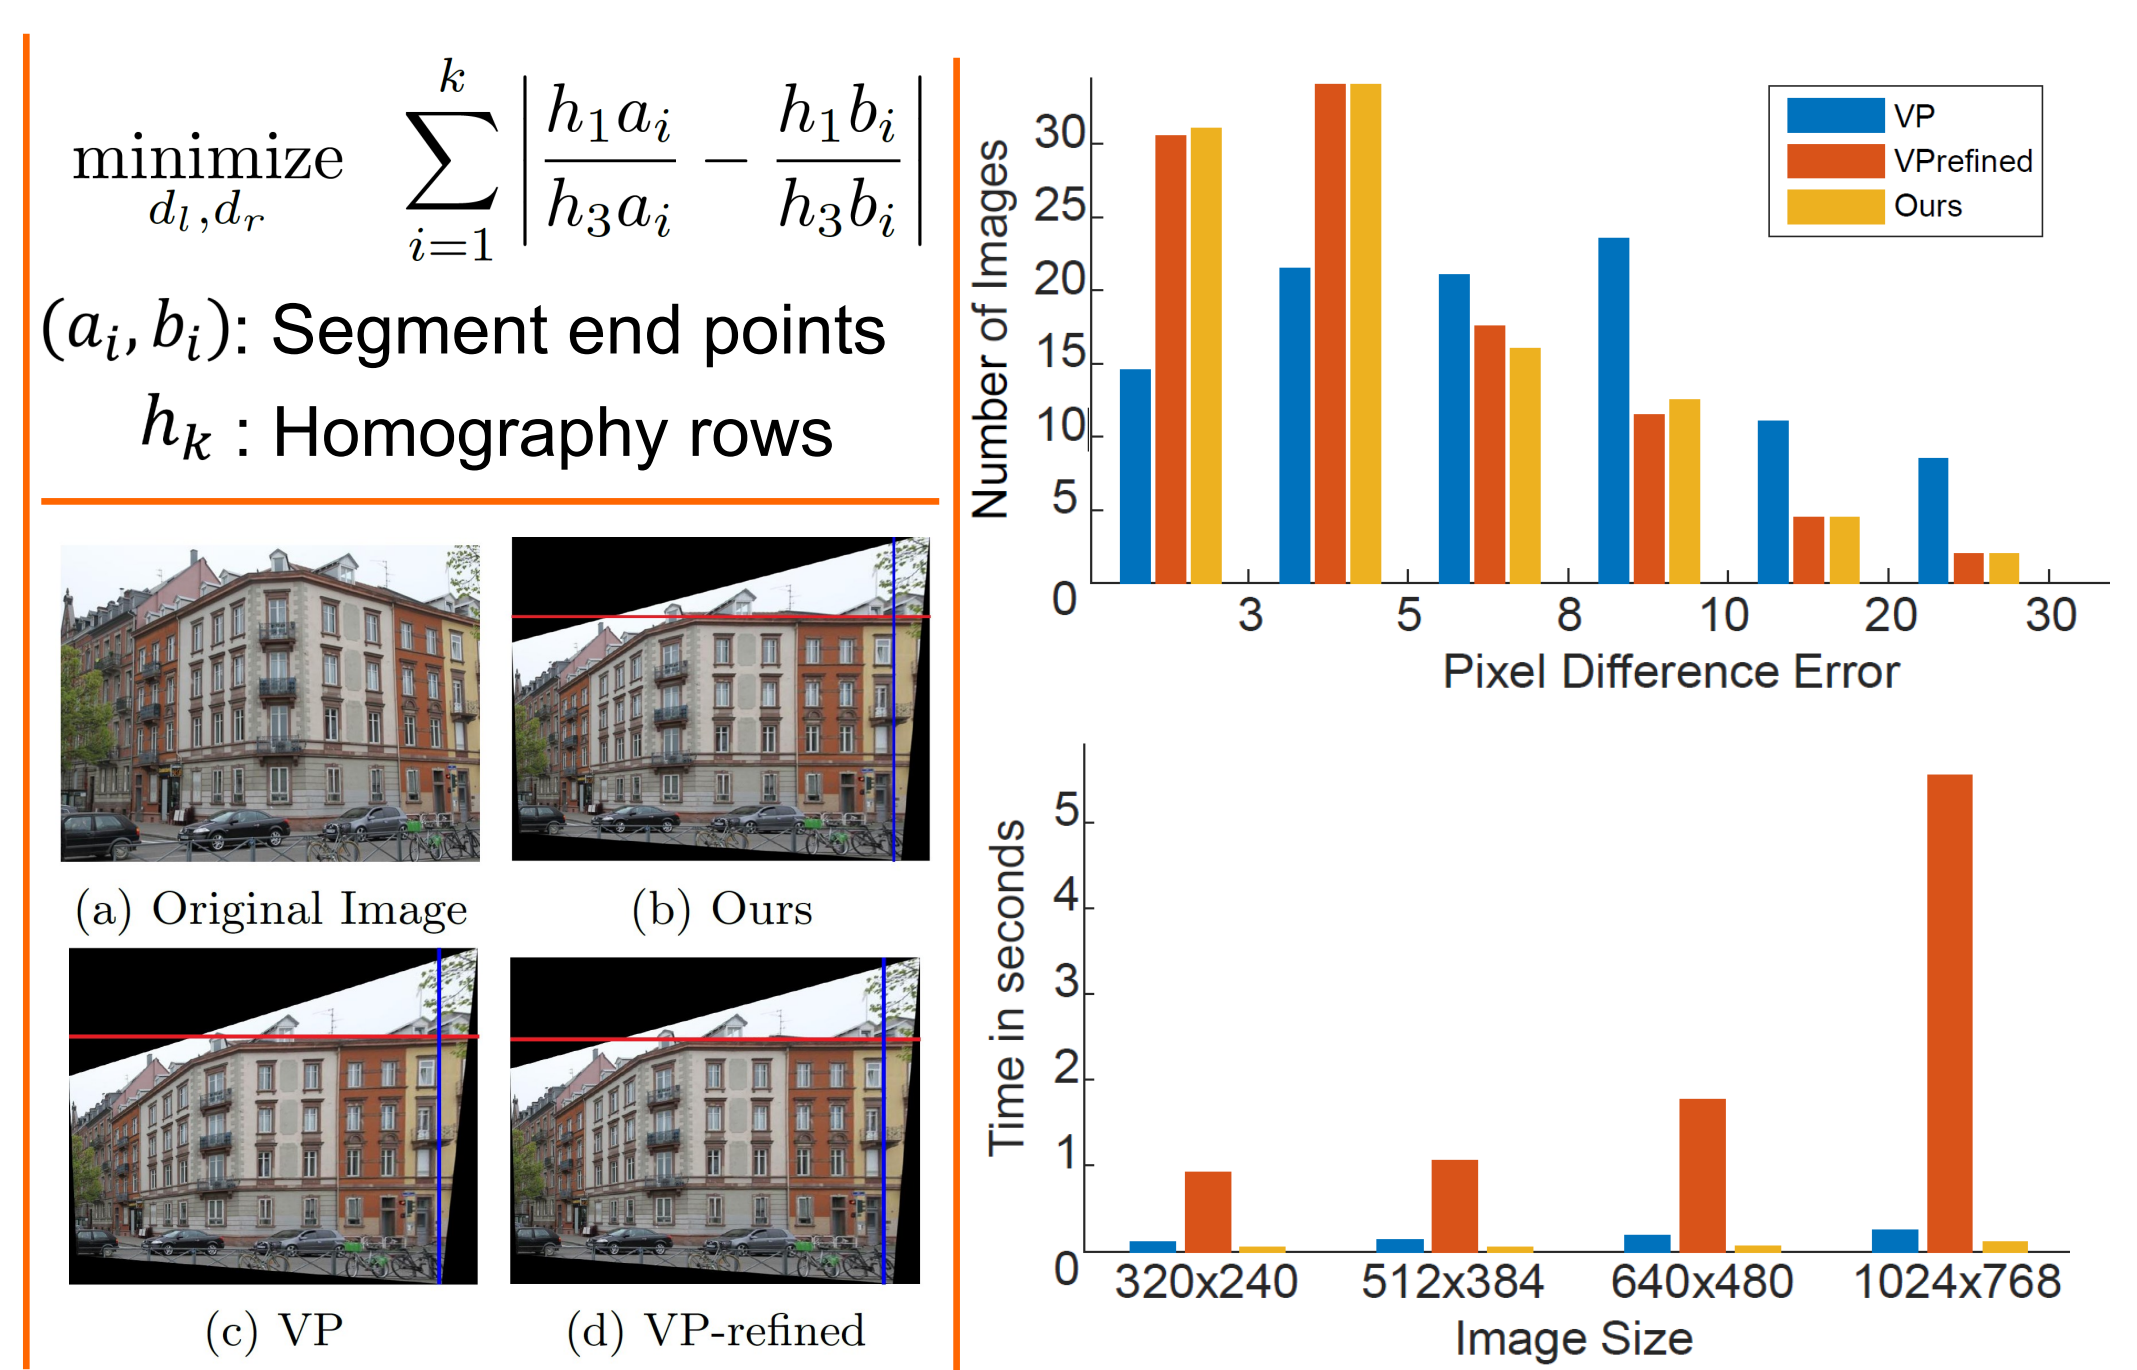 minimize
d_l, d_r
k
∑
i=1
| h_1 a_i / h_3 a_i − h_1 b_i / h_3 b_i |
(a_i, b_i): Segment end points
h_k : Homography rows
(a) Original Image
(b) Ours
(c) VP
(d) VP-refined
Number of Images
30
25
20
15
10
5
0
3 5 8 10 20 30
Pixel Difference Error
VP
VPrefined
Ours
Time in seconds
5
4
3
2
1
0
320x240 512x384 640x480 1024x768
Image Size